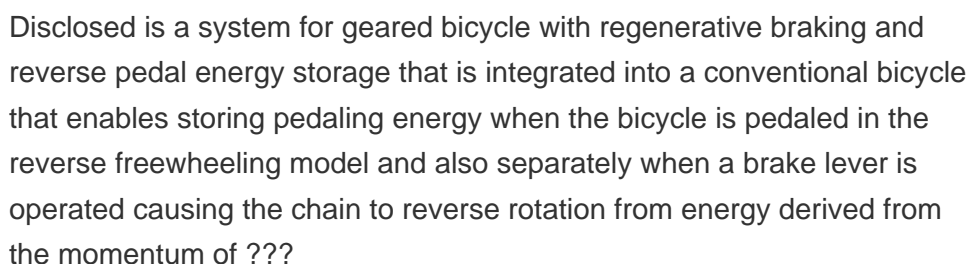 Disclosed is a system for geared bicycle with regenerative braking and
reverse pedal energy storage that is integrated into a conventional bicycle
that enables storing pedaling energy when the bicycle is pedaled in the
reverse freewheeling model and also separately when a brake lever is
operated causing the chain to reverse rotation from energy derived from
the momentum of ???